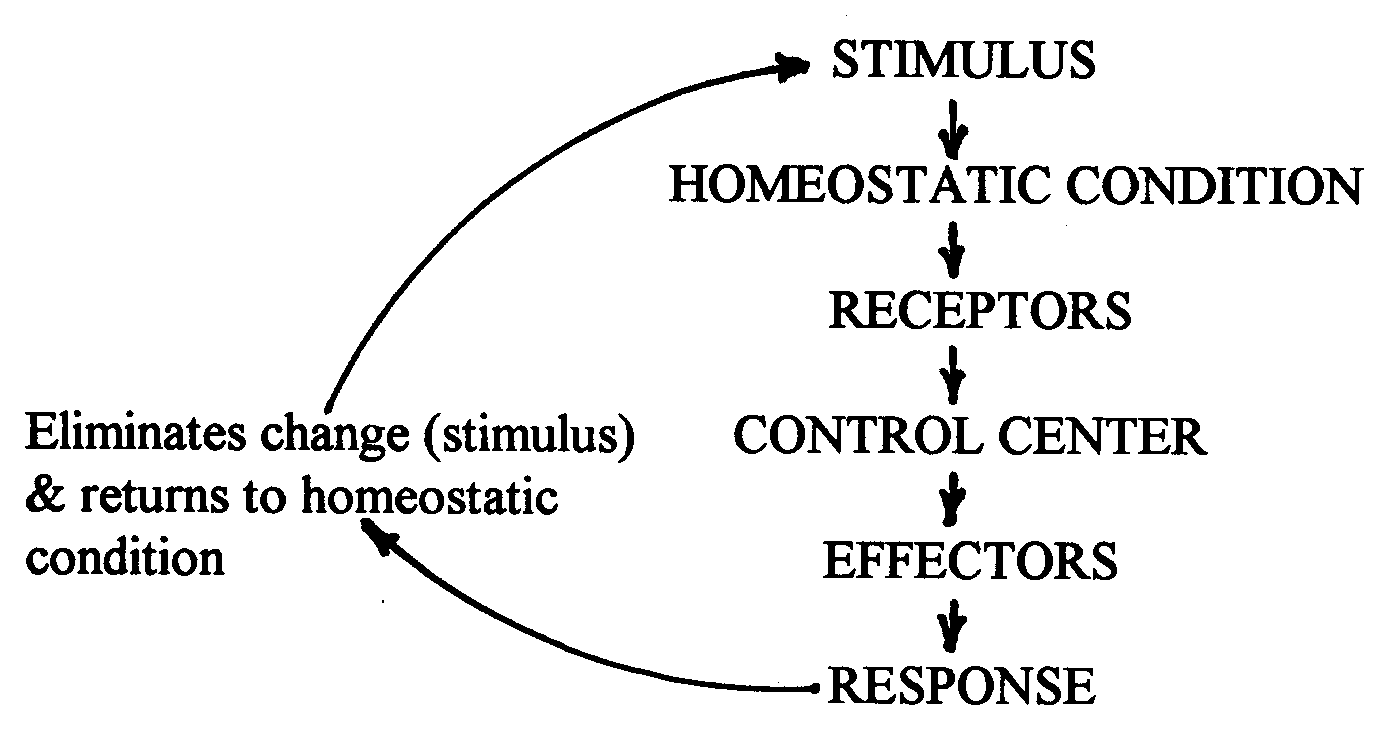 STIMULUS
HOMEOSTATIC CONDITION
RECEPTORS
CONTROL CENTER
EFFECTORS
RESPONSE
Eliminates change (stimulus)
& returns to homeostatic
condition